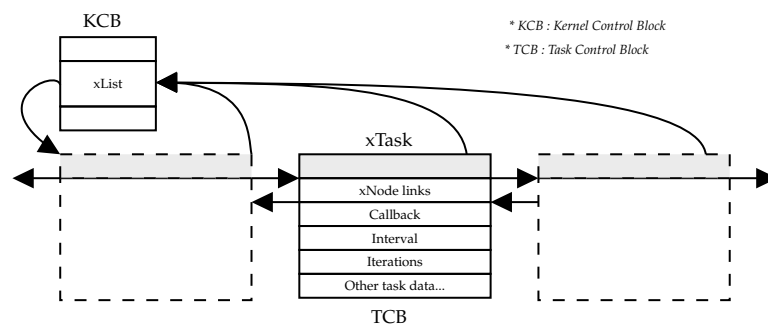 KCB
* KCB : Kernel Control Block
* TCB : Task Control Block
xList
xTask
xNode links
Callback
Interval
Iterations
Other task data...
TCB